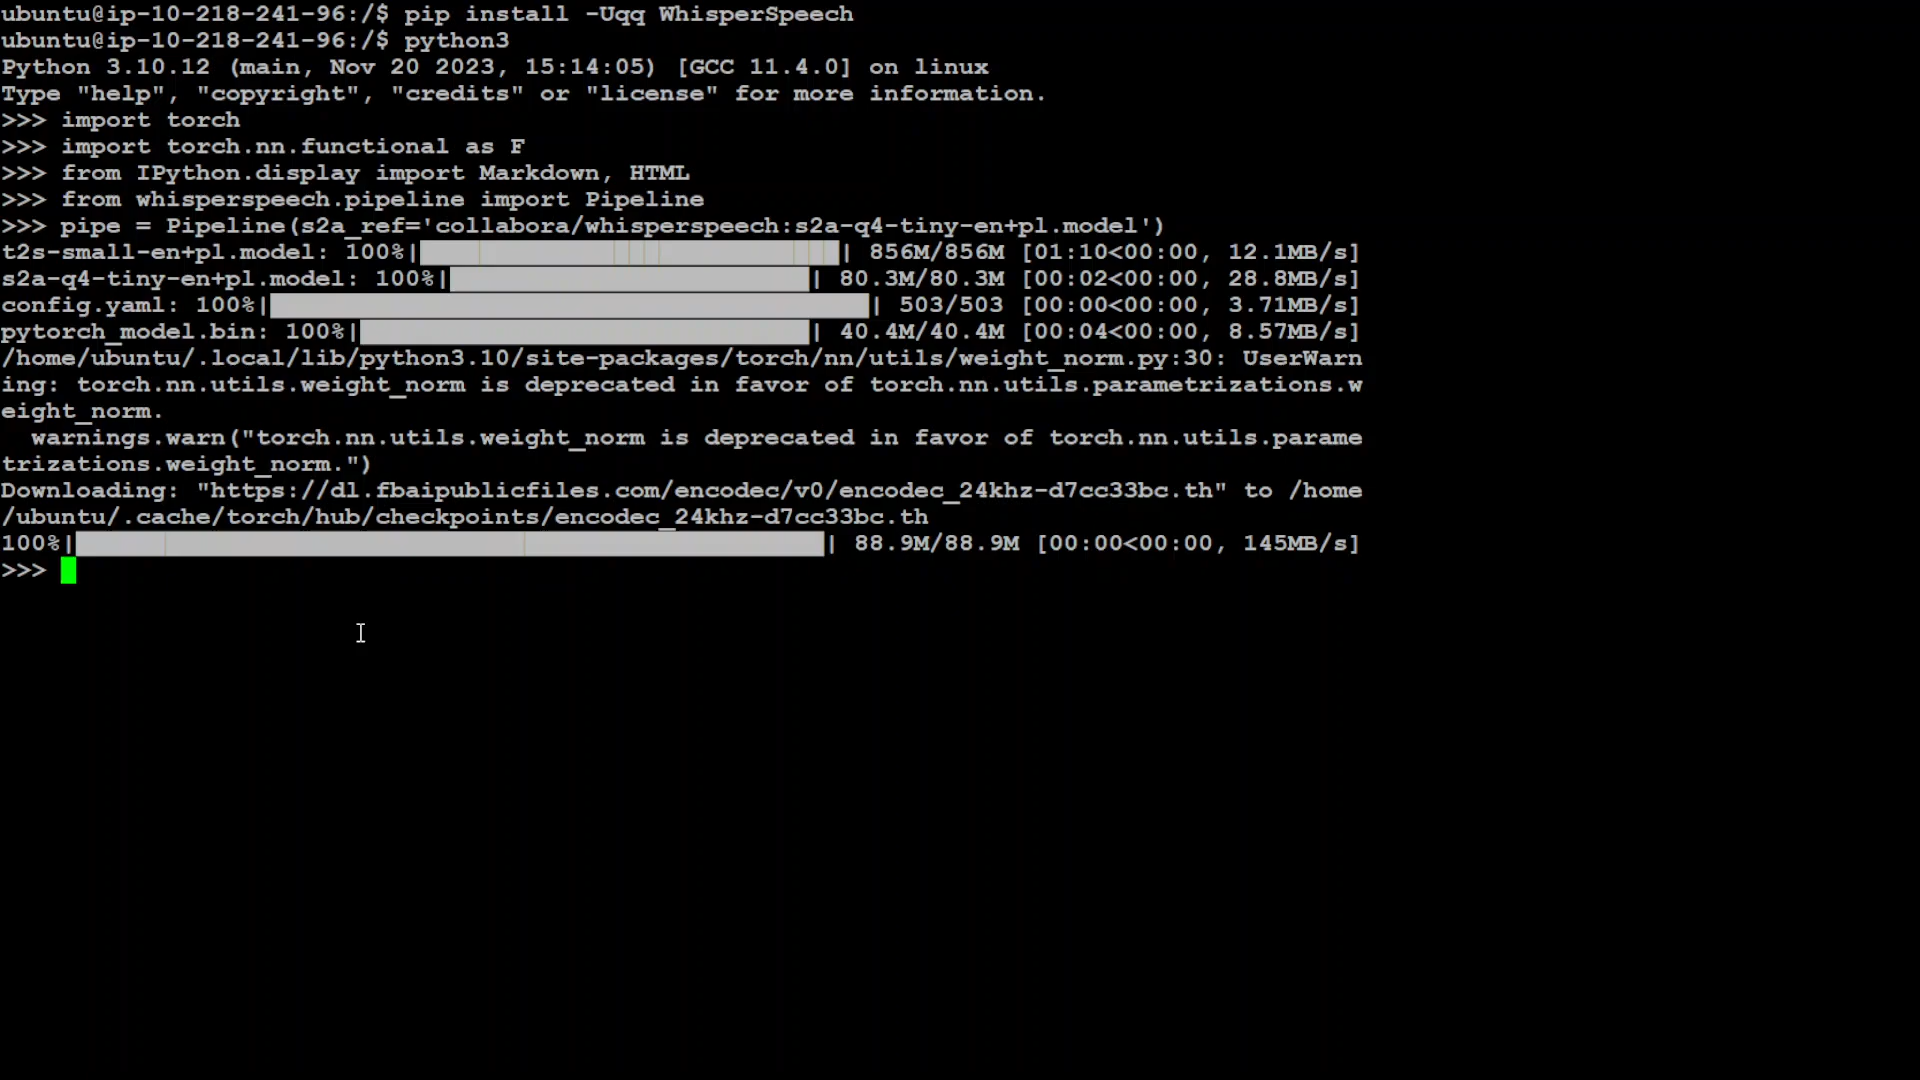 ubuntu@ip-10-218-241-96:/$ pip install -Uqq WhisperSpeech
ubuntu@ip-10-218-241-96:/$ python3
Python 3.10.12 (main, Nov 20 2023, 15:14:05) [GCC 11.4.0] on linux
Type "help", "copyright", "credits" or "license" for more information.
>>> import torch
>>> import torch.nn.functional as F
>>> from IPython.display import Markdown, HTML
>>> from whisperspeech.pipeline import Pipeline
>>> pipe = Pipeline(s2a_ref='collabora/whisperspeech:s2a-q4-tiny-en+pl.model')
t2s-small-en+pl.model: 100%|| 856M/856M [01:10<00:00, 12.1MB/s]
s2a-q4-tiny-en+pl.model: 100%|| 80.3M/80.3M [00:02<00:00, 28.8MB/s]
config.yaml: 100%|| 503/503 [00:00<00:00, 3.71MB/s]
pytorch_model.bin: 100%|| 40.4M/40.4M [00:04<00:00, 8.57MB/s]
/home/ubuntu/.local/lib/python3.10/site-packages/torch/nn/utils/weight_norm.py:30: UserWarn
ing: torch.nn.utils.weight_norm is deprecated in favor of torch.nn.utils.parametrizations.w
eight_norm.
  warnings.warn("torch.nn.utils.weight_norm is deprecated in favor of torch.nn.utils.parame
trizations.weight_norm.")
Downloading: "https://dl.fbaipublicfiles.com/encodec/v0/encodec_24khz-d7cc33bc.th" to /home
/ubuntu/.cache/torch/hub/checkpoints/encodec_24khz-d7cc33bc.th
100%|| 88.9M/88.9M [00:00<00:00, 145MB/s]
>>>